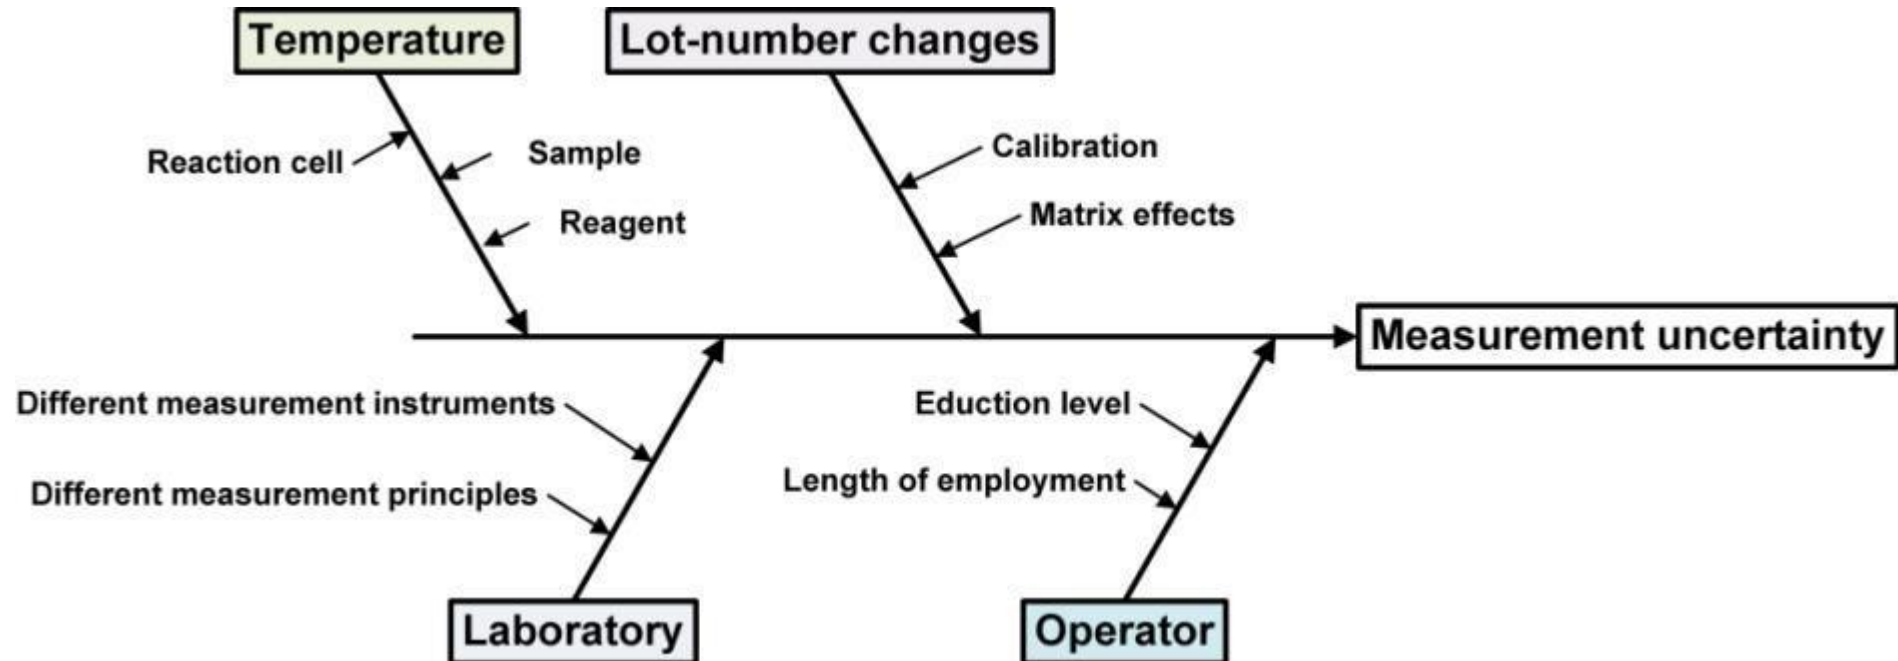 Temperature
Lot-number changes
Reaction cell
Sample
Reagent
Calibration
Matrix effects
Measurement uncertainty
Different measurement instruments
Different measurement principles
Eduction level
Length of employment
Laboratory
Operator